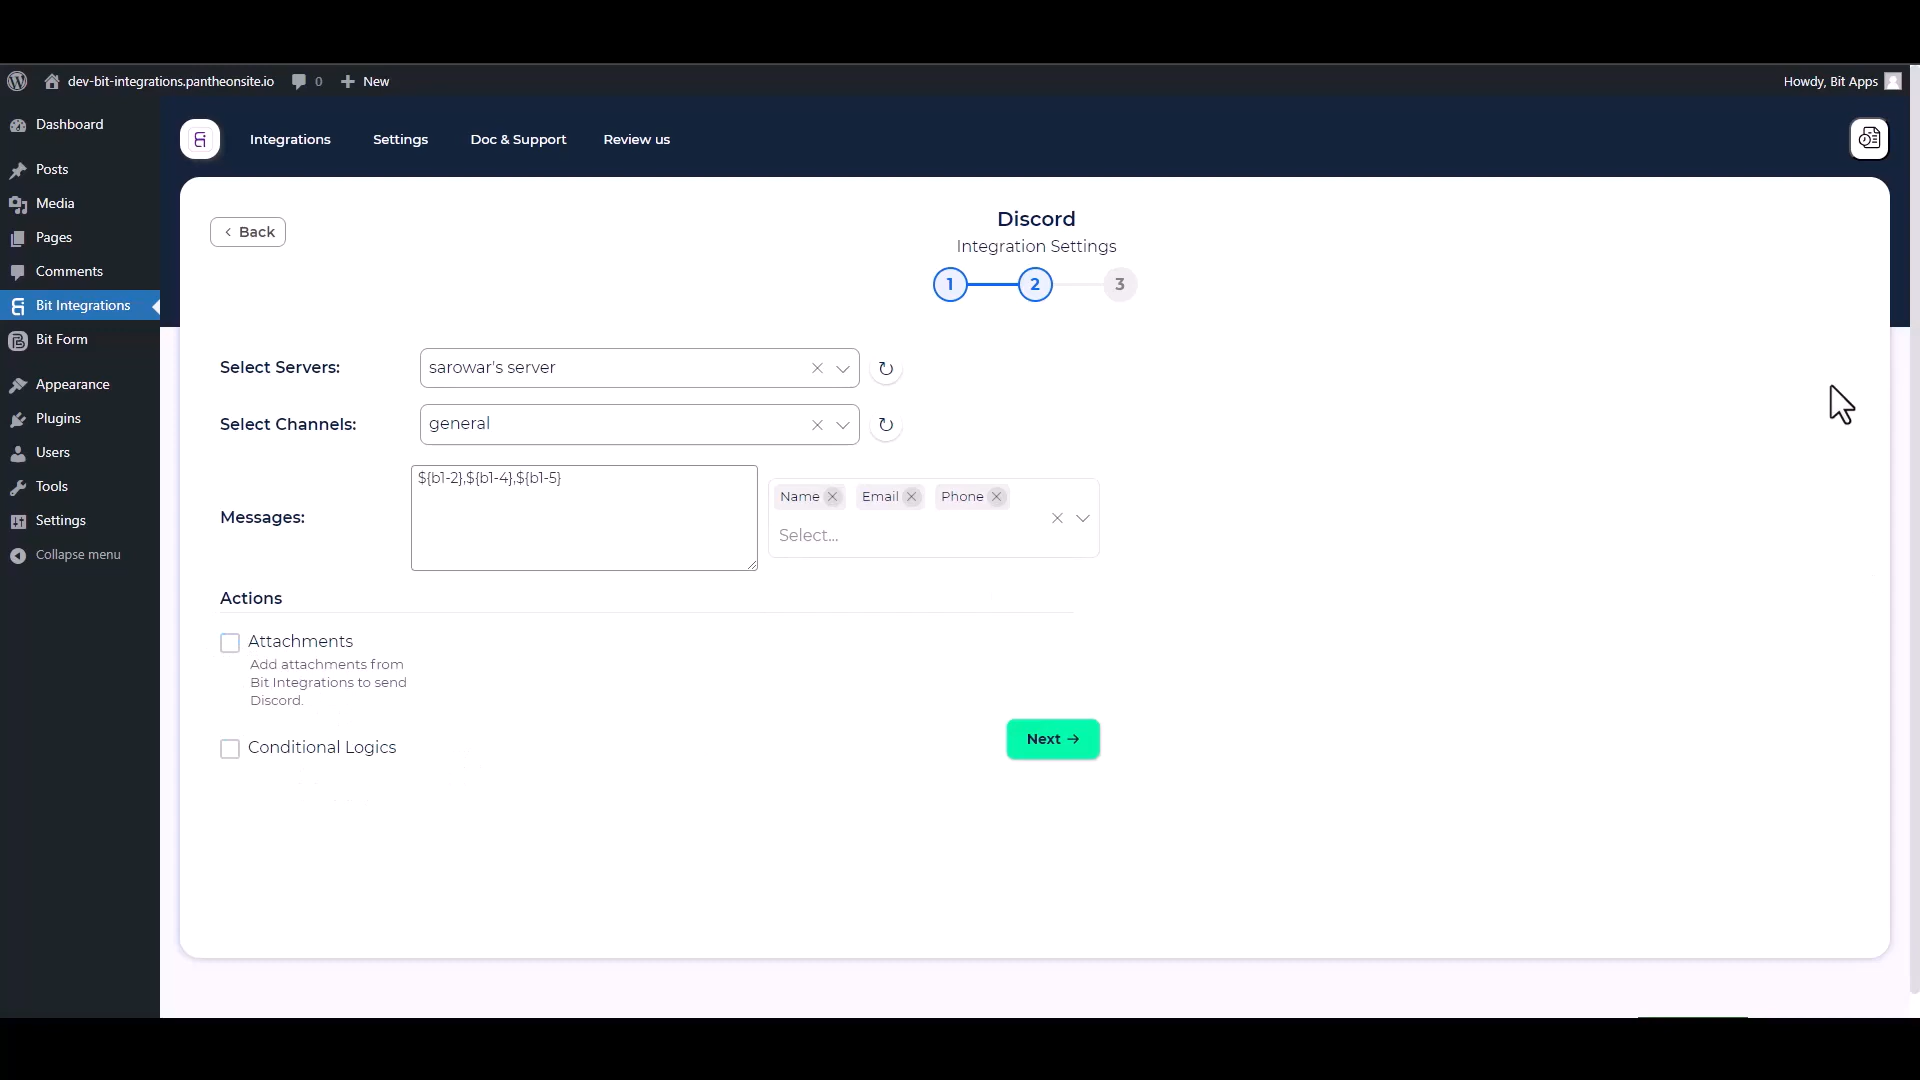 dev-bit-integrations.pantheonsite.io 0 New Howdy, Bit Apps
Dashboard
Posts
Media
Pages
Comments
Bit Integrations
Bit Form
Appearance
Plugins
Users
Tools
Settings
Collapse menu
Integrations Settings Doc & Support Review us
Back
Discord
Integration Settings
1 2 3
Select Servers: sarowar's server
Select Channels: general
Messages: ${b1-2},${b1-4},${b1-5}
Name Email Phone
Select...
Actions
Attachments
Add attachments from
Bit Integrations to send
Discord.
Conditional Logics
Next